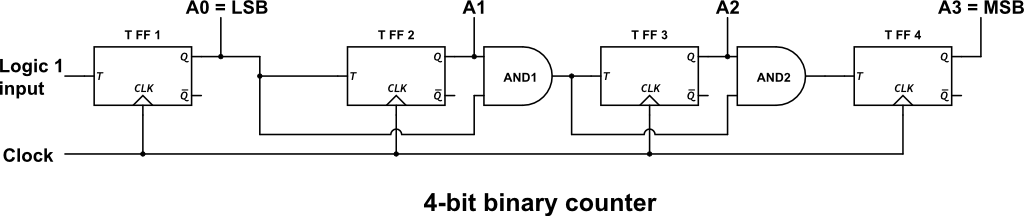 A0 = LSB A1 A2 A3 = MSB
T FF 1 T FF 2 T FF 3 T FF 4
Logic 1
input
T Q T Q AND1 T Q AND2 T Q
CLK Q̅ CLK Q̅ CLK Q̅ CLK Q̅
Clock
4-bit binary counter